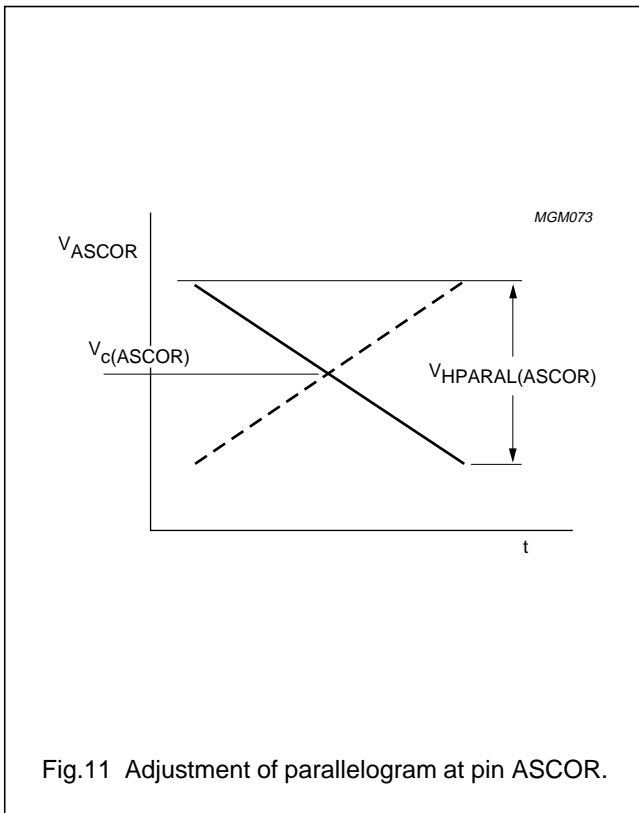 MGM073
VASCOR
Vc(ASCOR)
VHPARAL(ASCOR)
t
Fig.11 Adjustment of parallelogram at pin ASCOR.